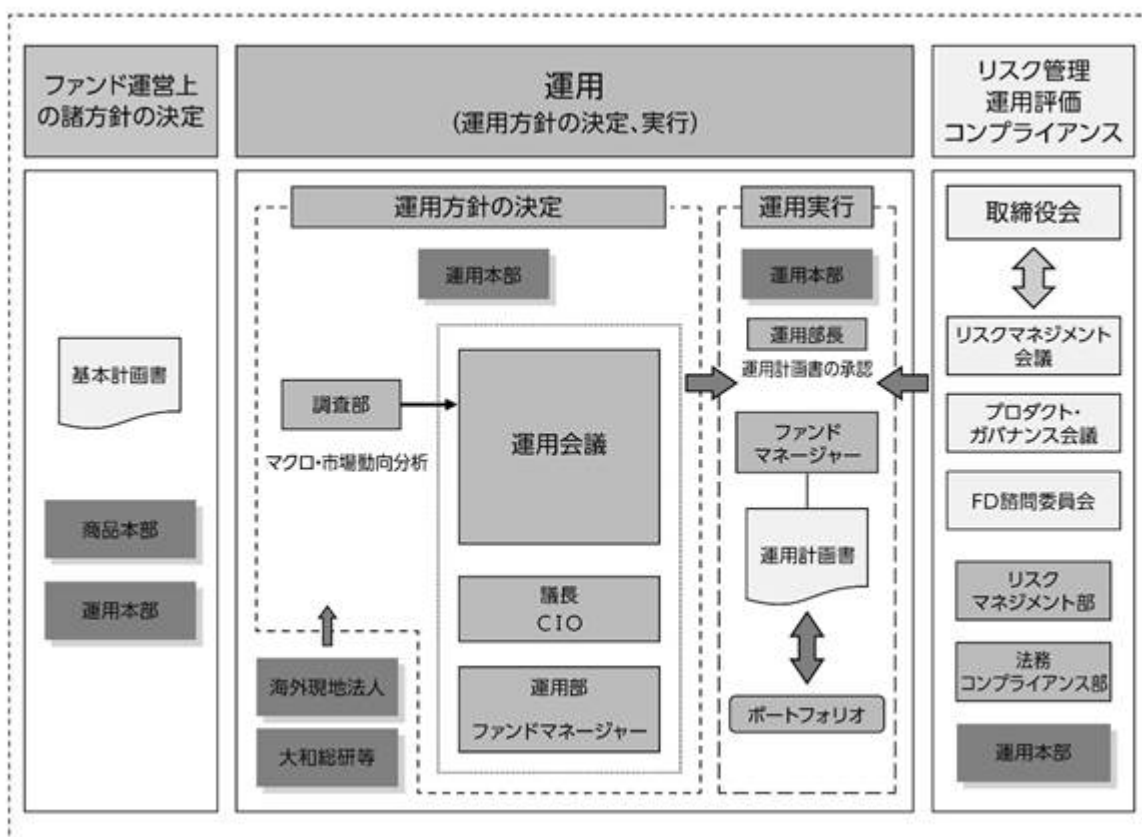 ファンド運営上
の諸方針の決定
運用
(運用方針の決定、実行)
リスク管理
運用評価
コンプライアンス
基本計画書
商品本部
運用本部
運用方針の決定
運用本部
調査部
マクロ・市場動向分析
運用会議
議長
CIO
運用部
ファンドマネージャー
海外現地法人
大和総研等
運用実行
運用本部
運用部長
運用計画書の承認
ファンド
マネージャー
運用計画書
ポートフォリオ
取締役会
リスクマネジメント
会議
プロダクト・
ガバナンス会議
FD諮問委員会
リスク
マネジメント部
法務
コンプライアンス部
運用本部